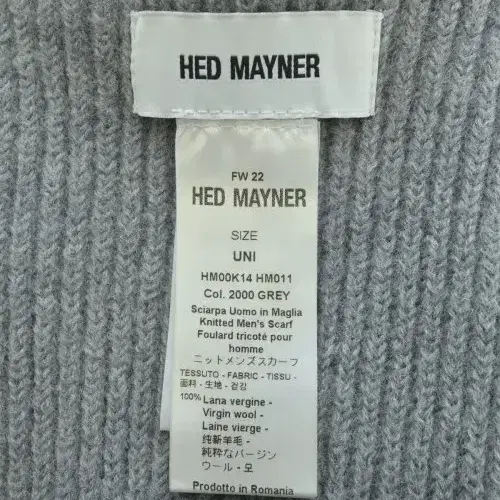 HED MAYNER
FW 22
HED MAYNER
SIZE
UNI
HM00K14 HM011
Col. 2000 GREY
Sciarpa Uomo in Maglia
Knitted Men's Scarf
Foulard tricoté pour
homme
ニットメンズスカーフ
TESSUTO - FABRIC - TISSU -
面料 - 生地 - 겉감
100% Lana vergine -
Virgin wool -
Laine vierge -
纯新羊毛 -
純粋なバージン
ウール - 모
Prodotto in Romania